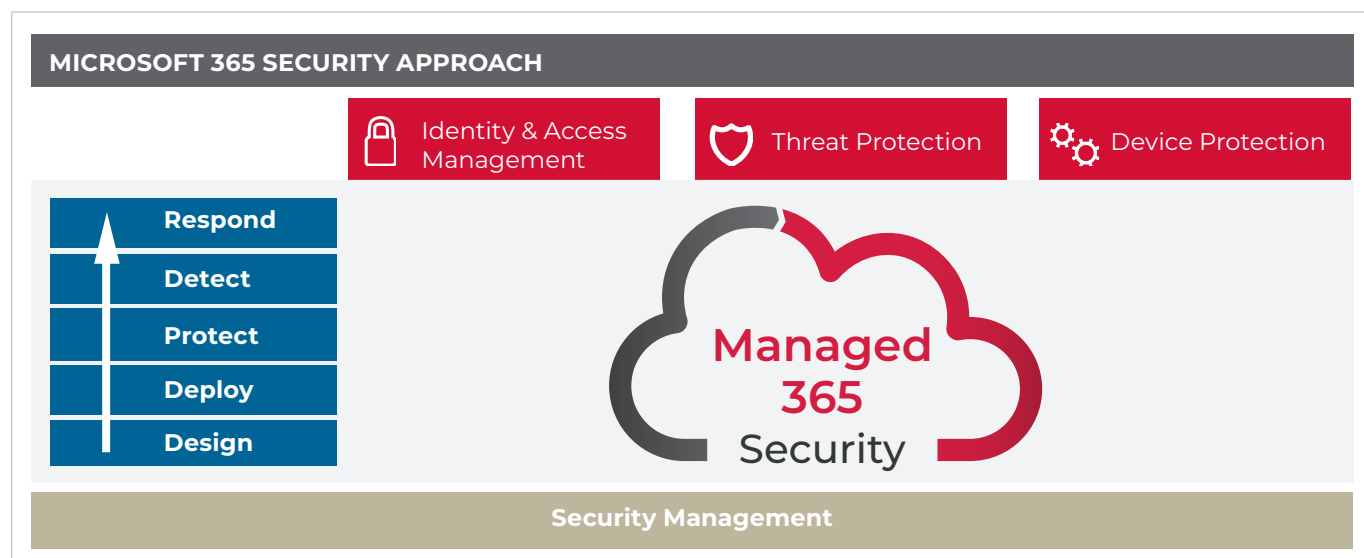 MICROSOFT 365 SECURITY APPROACH
Identity & Access
Management
Threat Protection
Device Protection
Respond
Detect
Protect
Deploy
Design
Managed
365
Security
Security Management